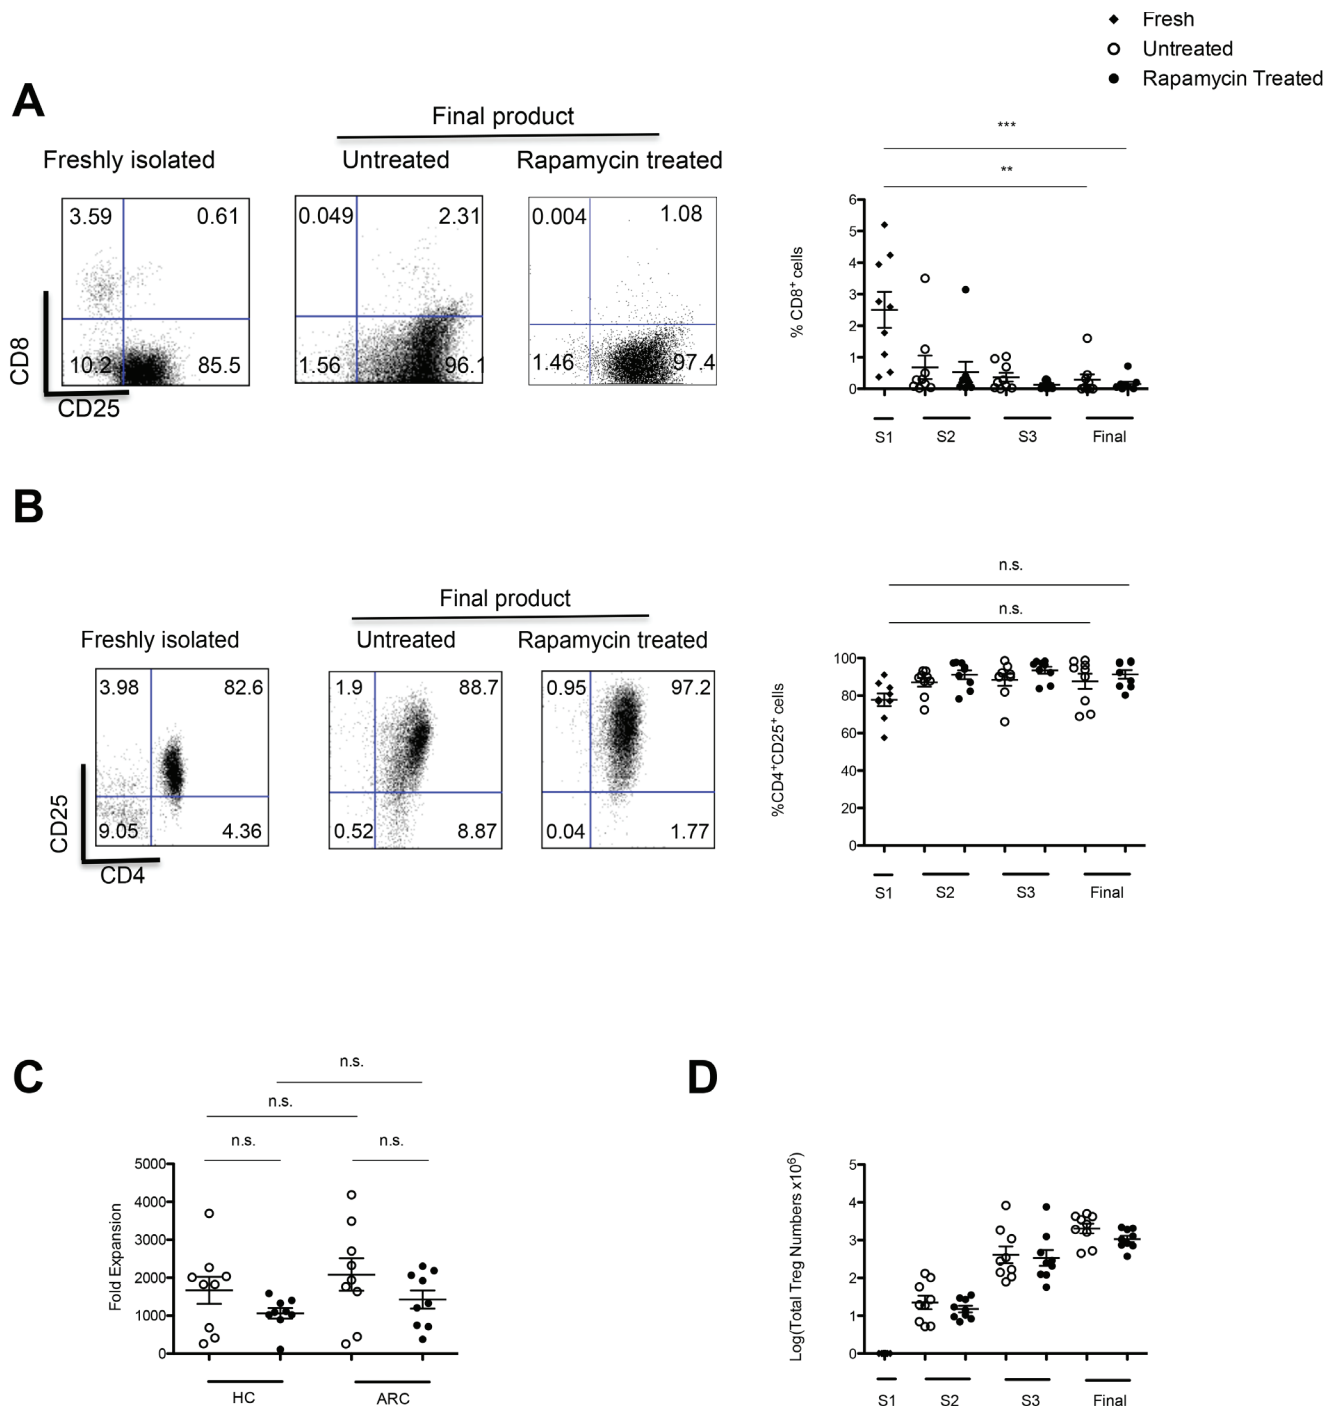 Fresh
Untreated
Rapamycin Treated
A
Final product
Freshly isolated
Untreated
Rapamycin treated
3.59
0.61
10.2
85.5
0.049
2.31
1.56
96.1
0.004
1.08
1.46
97.4
CD8
CD25
***
**
6
5
4
3
2
1
0
% CD8+ cells
S1
S2
S3
Final
B
Final product
Freshly isolated
Untreated
Rapamycin treated
3.98
82.6
9.05
4.36
1.9
88.7
0.52
8.87
0.95
97.2
0.04
1.77
CD25
CD4
n.s.
n.s.
100
80
60
40
20
0
%CD4+CD25+ cells
S1
S2
S3
Final
C
n.s.
n.s.
n.s.
n.s.
5000
4000
3000
2000
1000
0
Fold Expansion
HC
ARC
D
5
4
3
2
1
0
Log(Total Treg Numbers x10⁶)
S1
S2
S3
Final